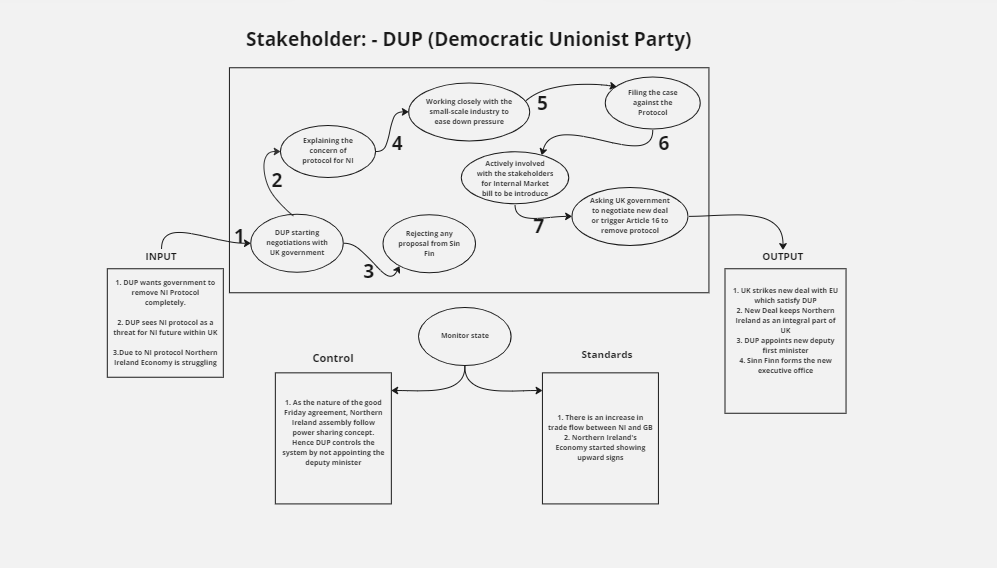 Stakeholder: - DUP (Democratic Unionist Party)
Working closely with the
small-scale industry to
ease down pressure
5
Filing the case
against the
Protocol
Explaining the
concern of
protocol for NI
4
6
Actively involved
with the stakeholders
for Internal Market
bill to be introduce
2
Asking UK government
to negotiate new deal
or trigger Article 16 to
remove protocol
7
1
DUP starting
negotiations with
UK government
3
Rejecting any
proposal from Sin
Fin
INPUT
1. DUP wants government to
remove NI Protocol
completely.
2. DUP sees NI protocol as a
threat for NI future within UK
3.Due to NI protocol Northern
Ireland Economy is struggling
OUTPUT
1. UK strikes new deal with EU
which satisfy DUP
2. New Deal keeps Northern
Ireland as an integral part of
UK
3. DUP appoints new deputy
first minister
4. Sinn Finn forms the new
executive office
Monitor state
Control
1. As the nature of the good
Friday agreement, Northern
Ireland assembly follow
power sharing concept.
Hence DUP controls the
system by not appointing the
deputy minister
Standards
1. There is an increase in
trade flow between NI and GB
2. Northern Ireland's
Economy started showing
upward signs